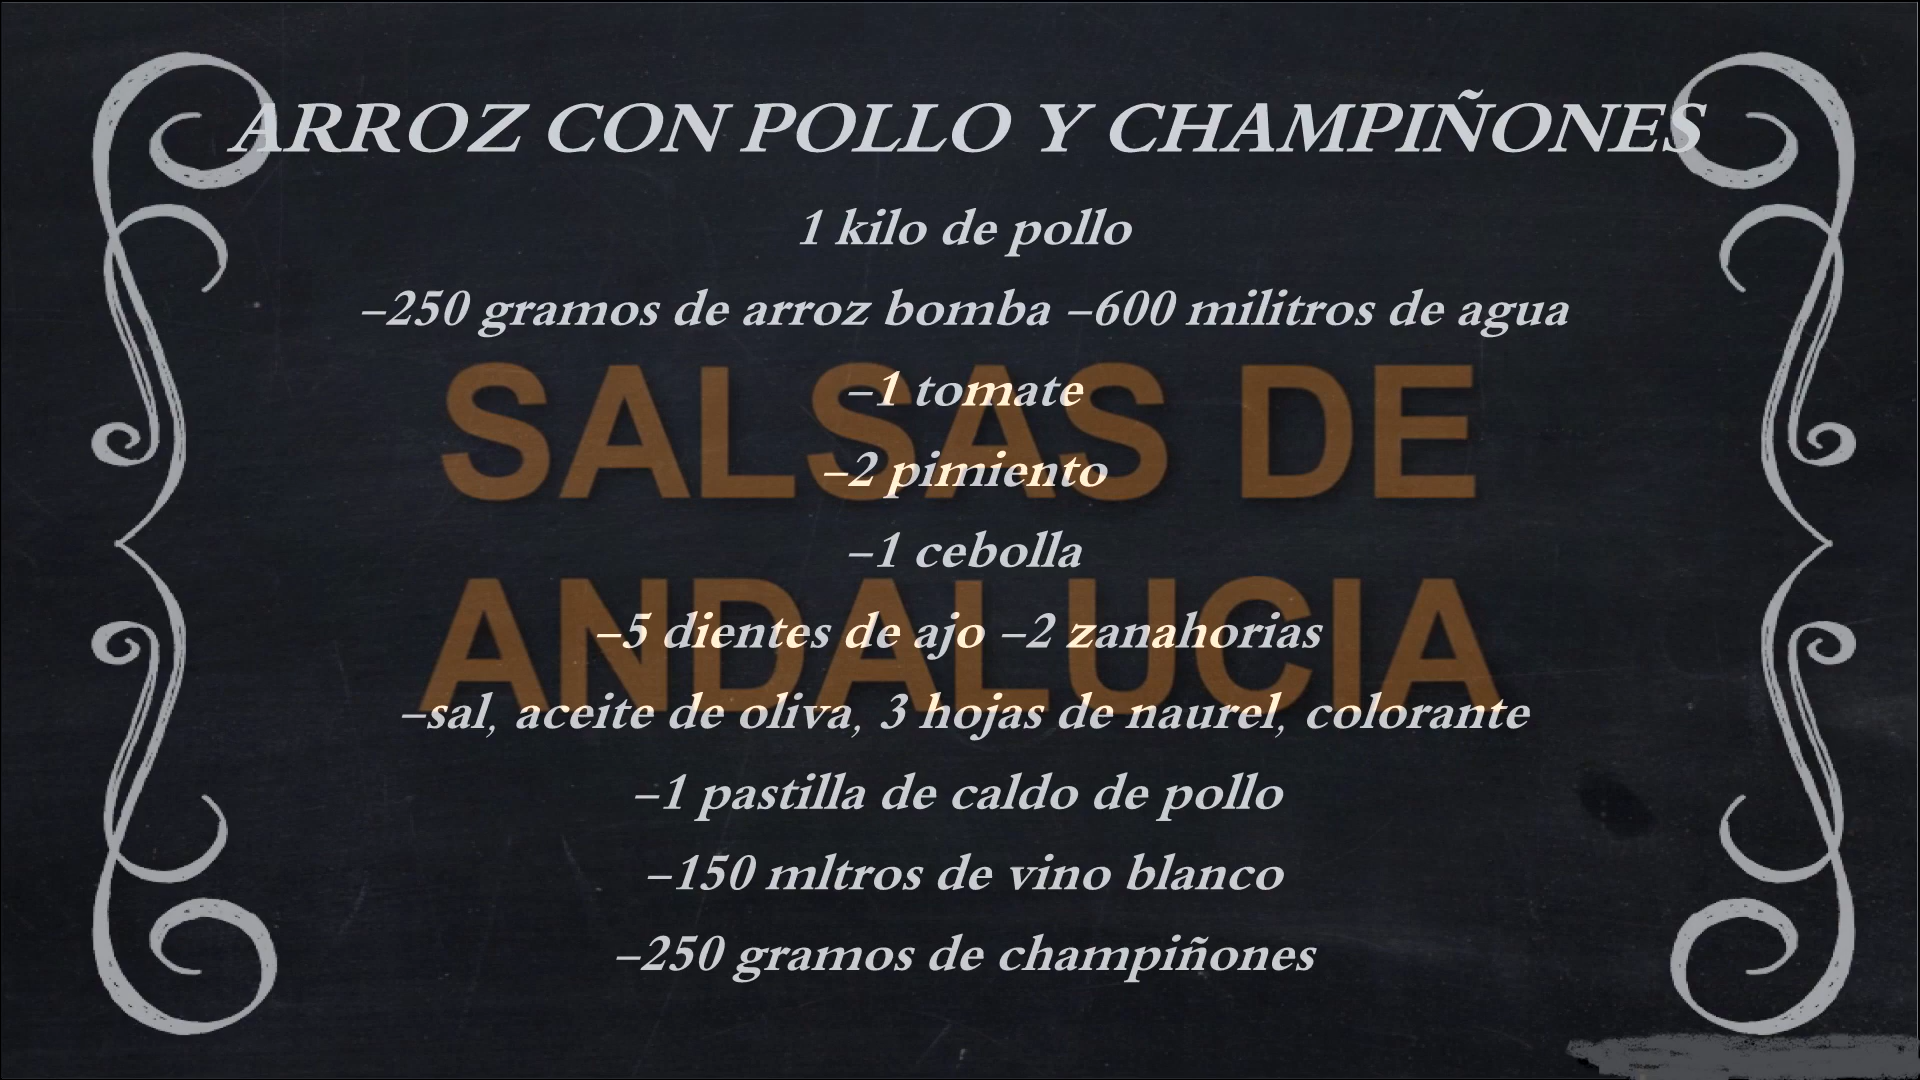 ARROZ CON POLLO Y CHAMPIÑONES
1 kilo de pollo
–250 gramos de arroz bomba –600 militros de agua
–1 tomate
–2 pimiento
–1 cebolla
–5 dientes de ajo –2 zanahorias
–sal, aceite de oliva, 3 hojas de naurel, colorante
–1 pastilla de caldo de pollo
–150 mltros de vino blanco
–250 gramos de champiñones
SALSAS DE
ANDALUCIA